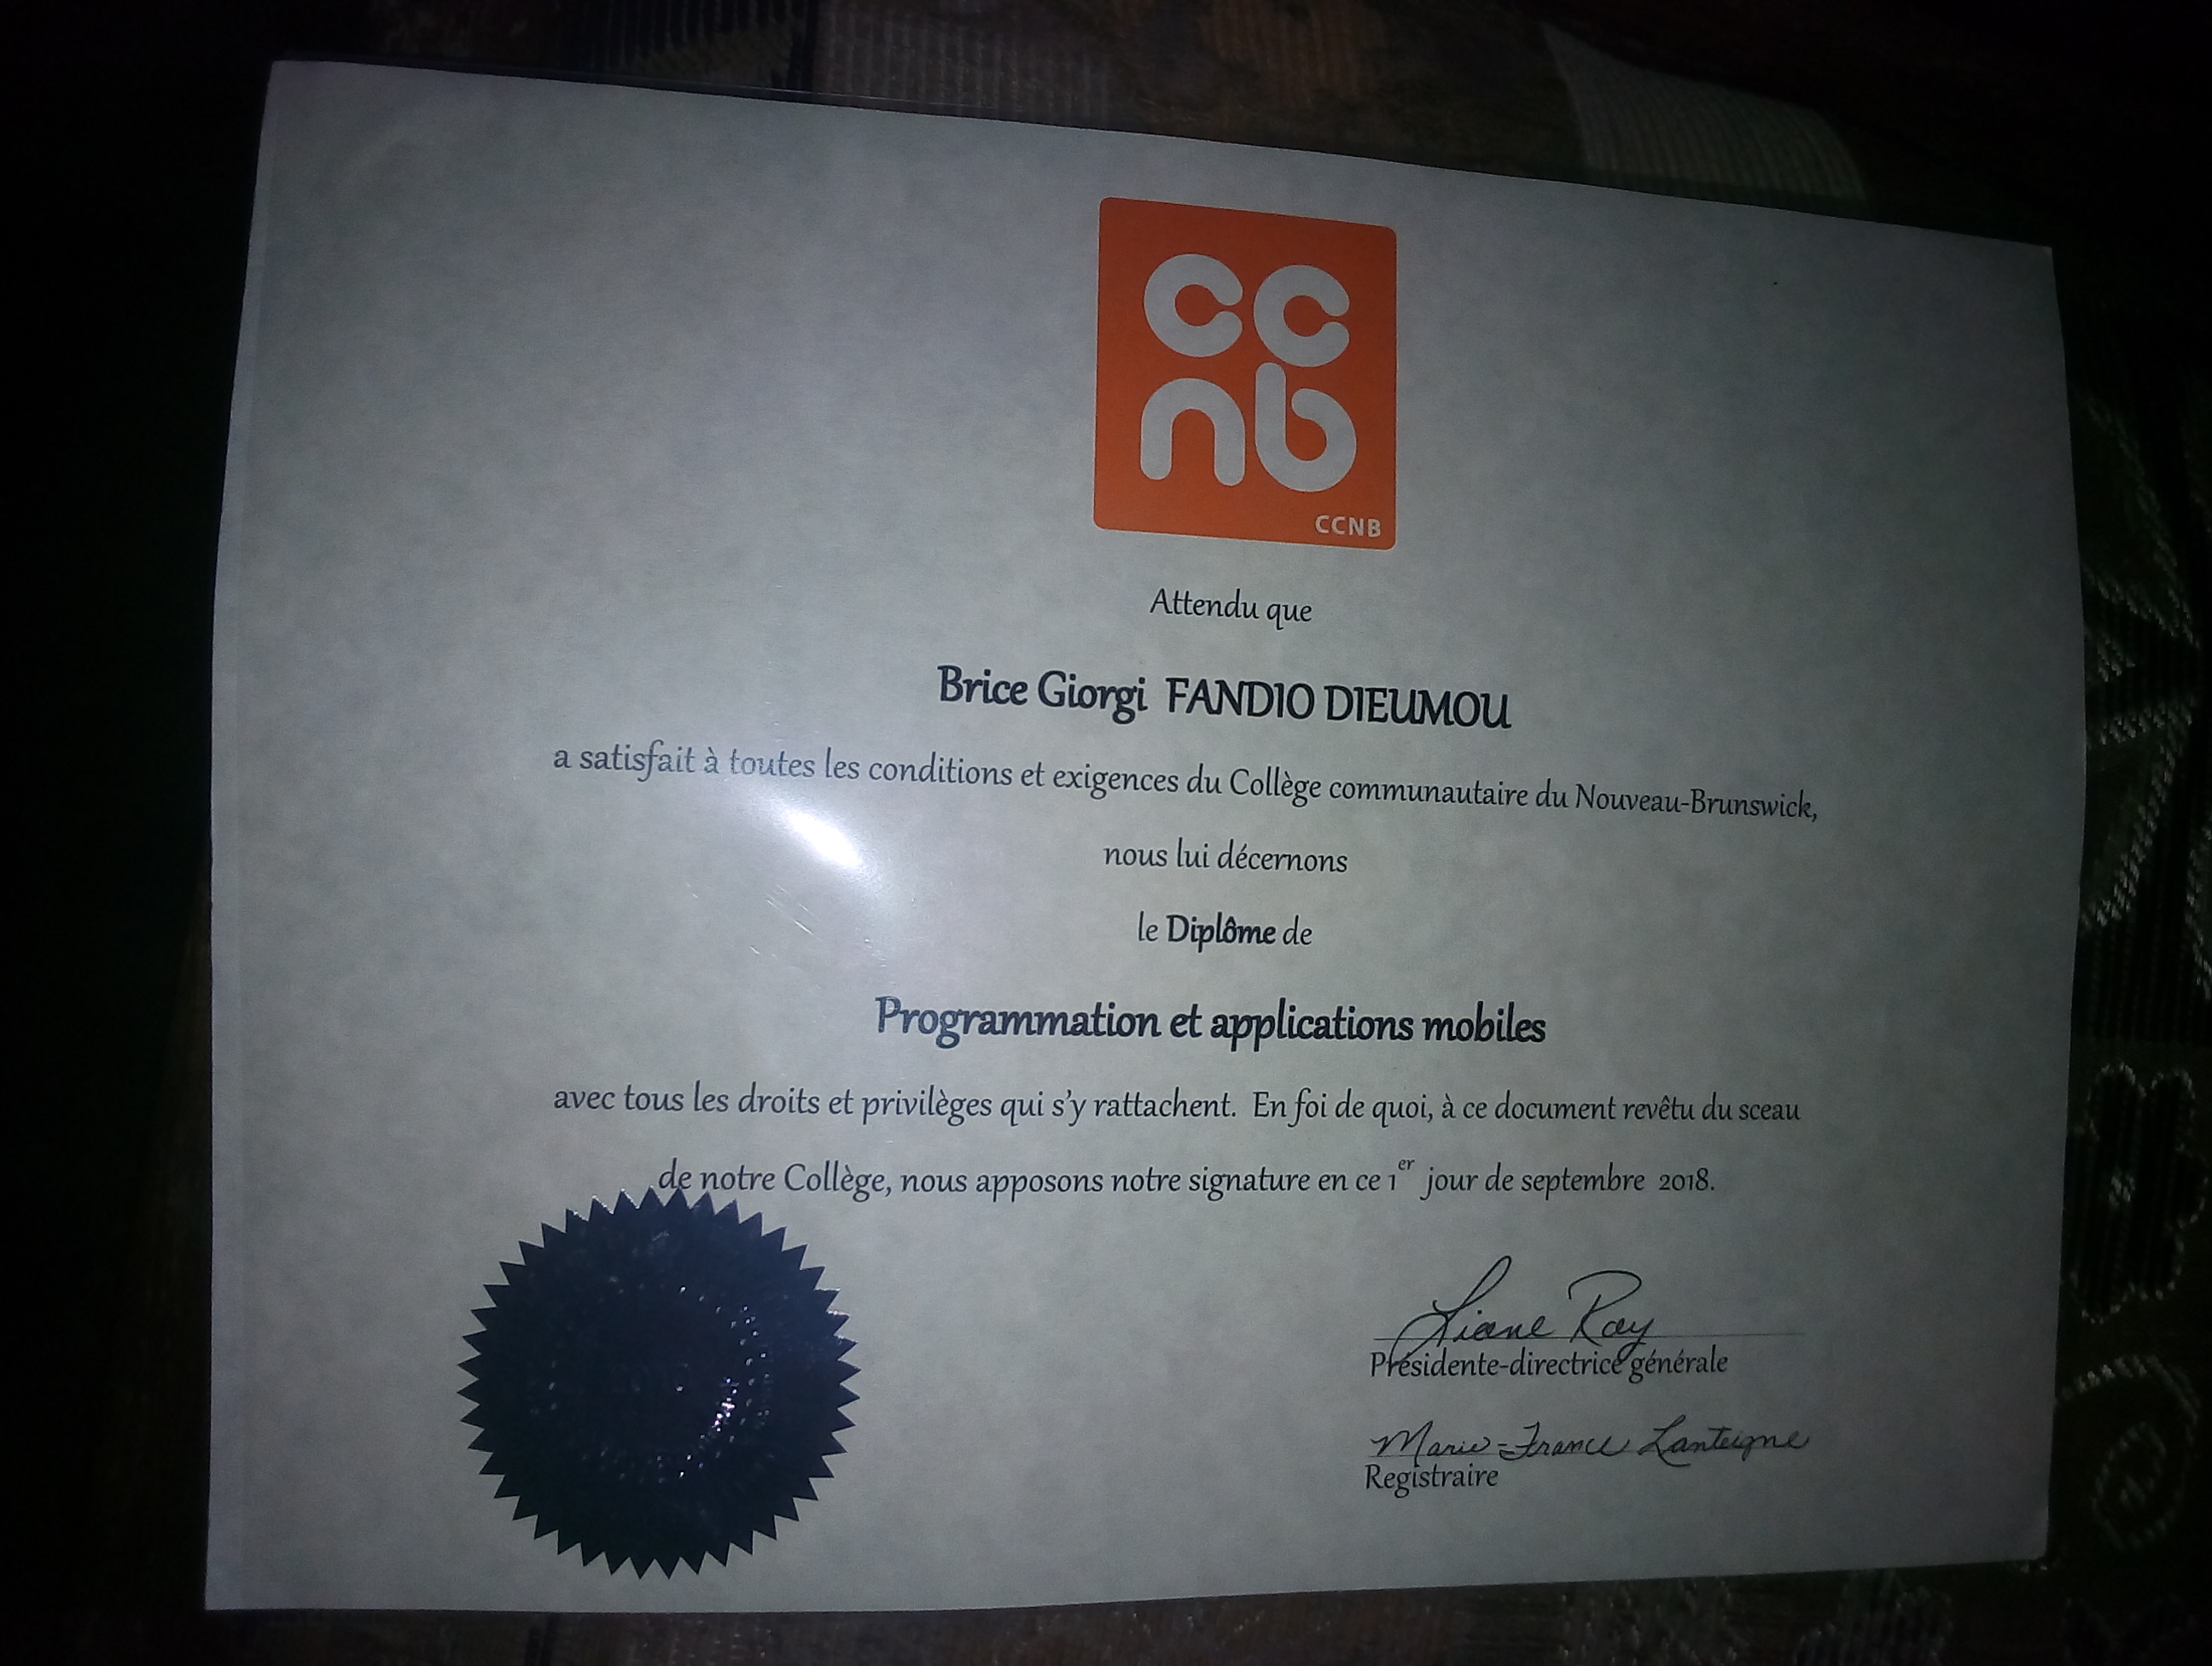 cc
nb
CCNB
Attendu que
Brice Giorgi FANDIO DIEUMOU
a satisfait à toutes les conditions et exigences du Collège communautaire du Nouveau-Brunswick,
nous lui décernons
le Diplôme de
Programmation et applications mobiles
avec tous les droits et privilèges qui s'y rattachent. En foi de quoi, à ce document revêtu du sceau
de notre Collège, nous apposons notre signature en ce 1er jour de septembre 2018.
Liane Roy
Présidente-directrice générale
Marie-France Lanteigne
Registraire